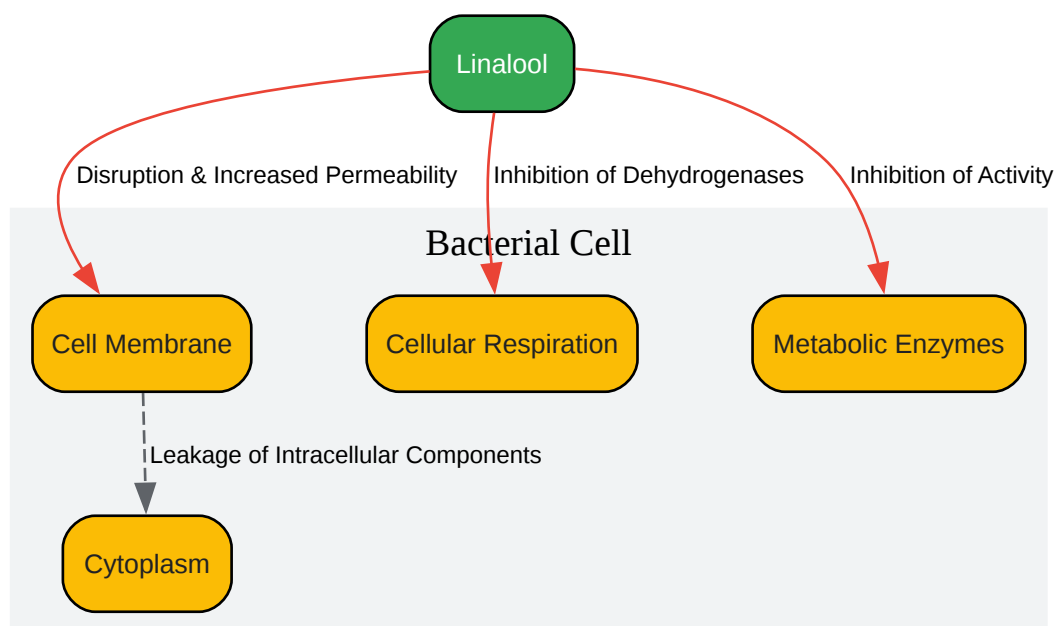 Linalool
Disruption & Increased Permeability
Inhibition of Dehydrogenases
Inhibition of Activity
Bacterial Cell
Cell Membrane
Cellular Respiration
Metabolic Enzymes
Leakage of Intracellular Components
Cytoplasm